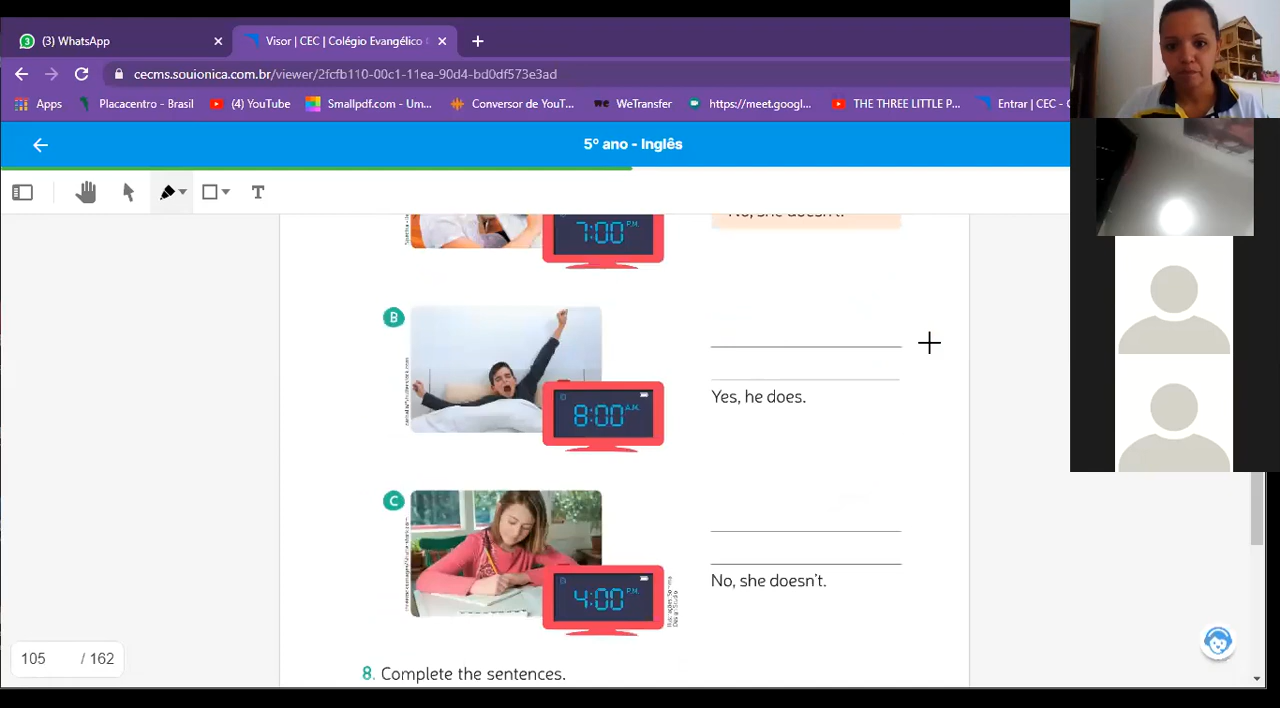 (3) WhatsApp
Visor | CEC | Colégio Evangélico
cecms.souionica.com.br/viewer/2fcfb110-00c1-11ea-90d4-bd0df573e3ad
Apps Placacentro - Brasil (4) YouTube Smallpdf.com - Um... Conversor de YouT... WeTransfer https://meet.googl... THE THREE LITTLE P... Entrar | CEC -
5º ano - Inglês
T
7:00 P.M.
No, she doesn't.
B
8:00 A.M.
Yes, he does.
C
4:00 P.M.
No, she doesn't.
105 / 162
8. Complete the sentences.